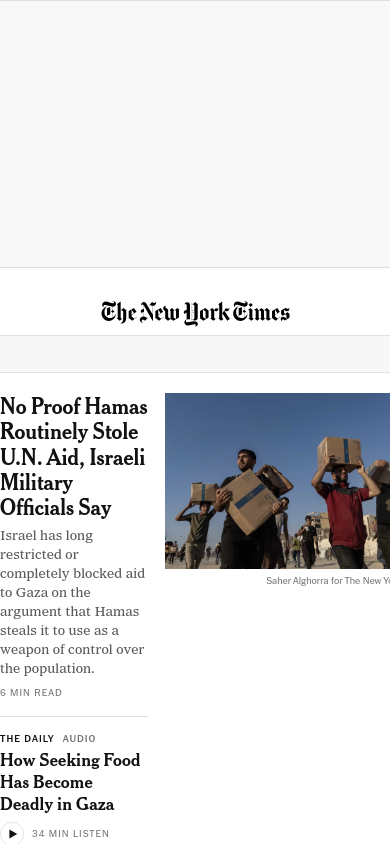 The New York Times
No Proof Hamas
Routinely Stole
U.N. Aid, Israeli
Military
Officials Say
Israel has long
restricted or
completely blocked aid
to Gaza on the
argument that Hamas
steals it to use as a
weapon of control over
the population.
6 MIN READ
Saher Alghorra for The New Yo
THE DAILY AUDIO
How Seeking Food
Has Become
Deadly in Gaza
34 MIN LISTEN